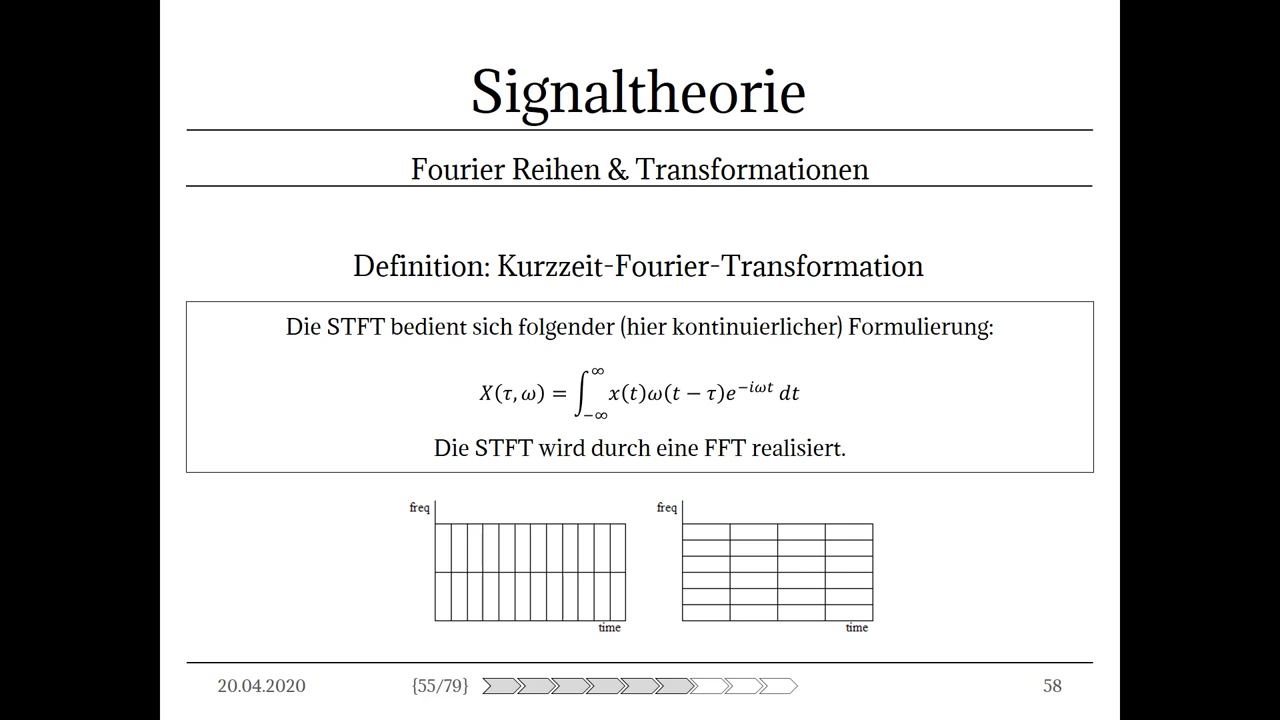 Signaltheorie
Fourier Reihen & Transformationen
Definition: Kurzzeit-Fourier-Transformation
Die STFT bedient sich folgender (hier kontinuierlicher) Formulierung:
X(τ, ω) = ∫_{−∞}^{∞} x(t)ω(t − τ)e^{−iωt} dt
Die STFT wird durch eine FFT realisiert.
freq
freq
time
time
20.04.2020 {55/79} 58